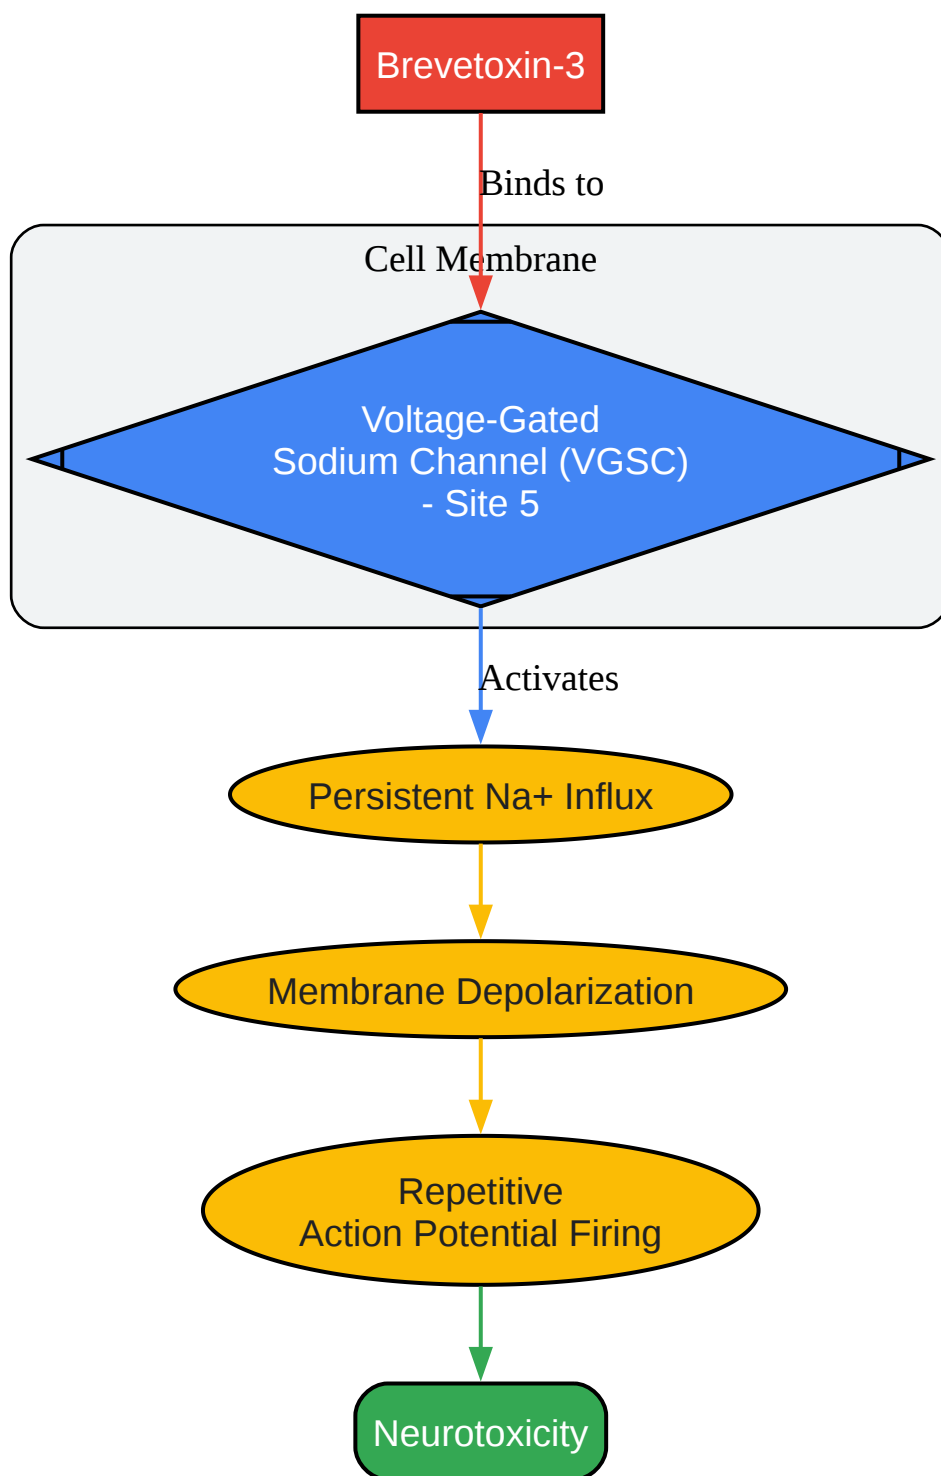 Brevetoxin-3
Binds to
Cell Membrane
Voltage-Gated
Sodium Channel (VGSC)
- Site 5
Activates
Persistent Na+ Influx
Membrane Depolarization
Repetitive
Action Potential Firing
Neurotoxicity